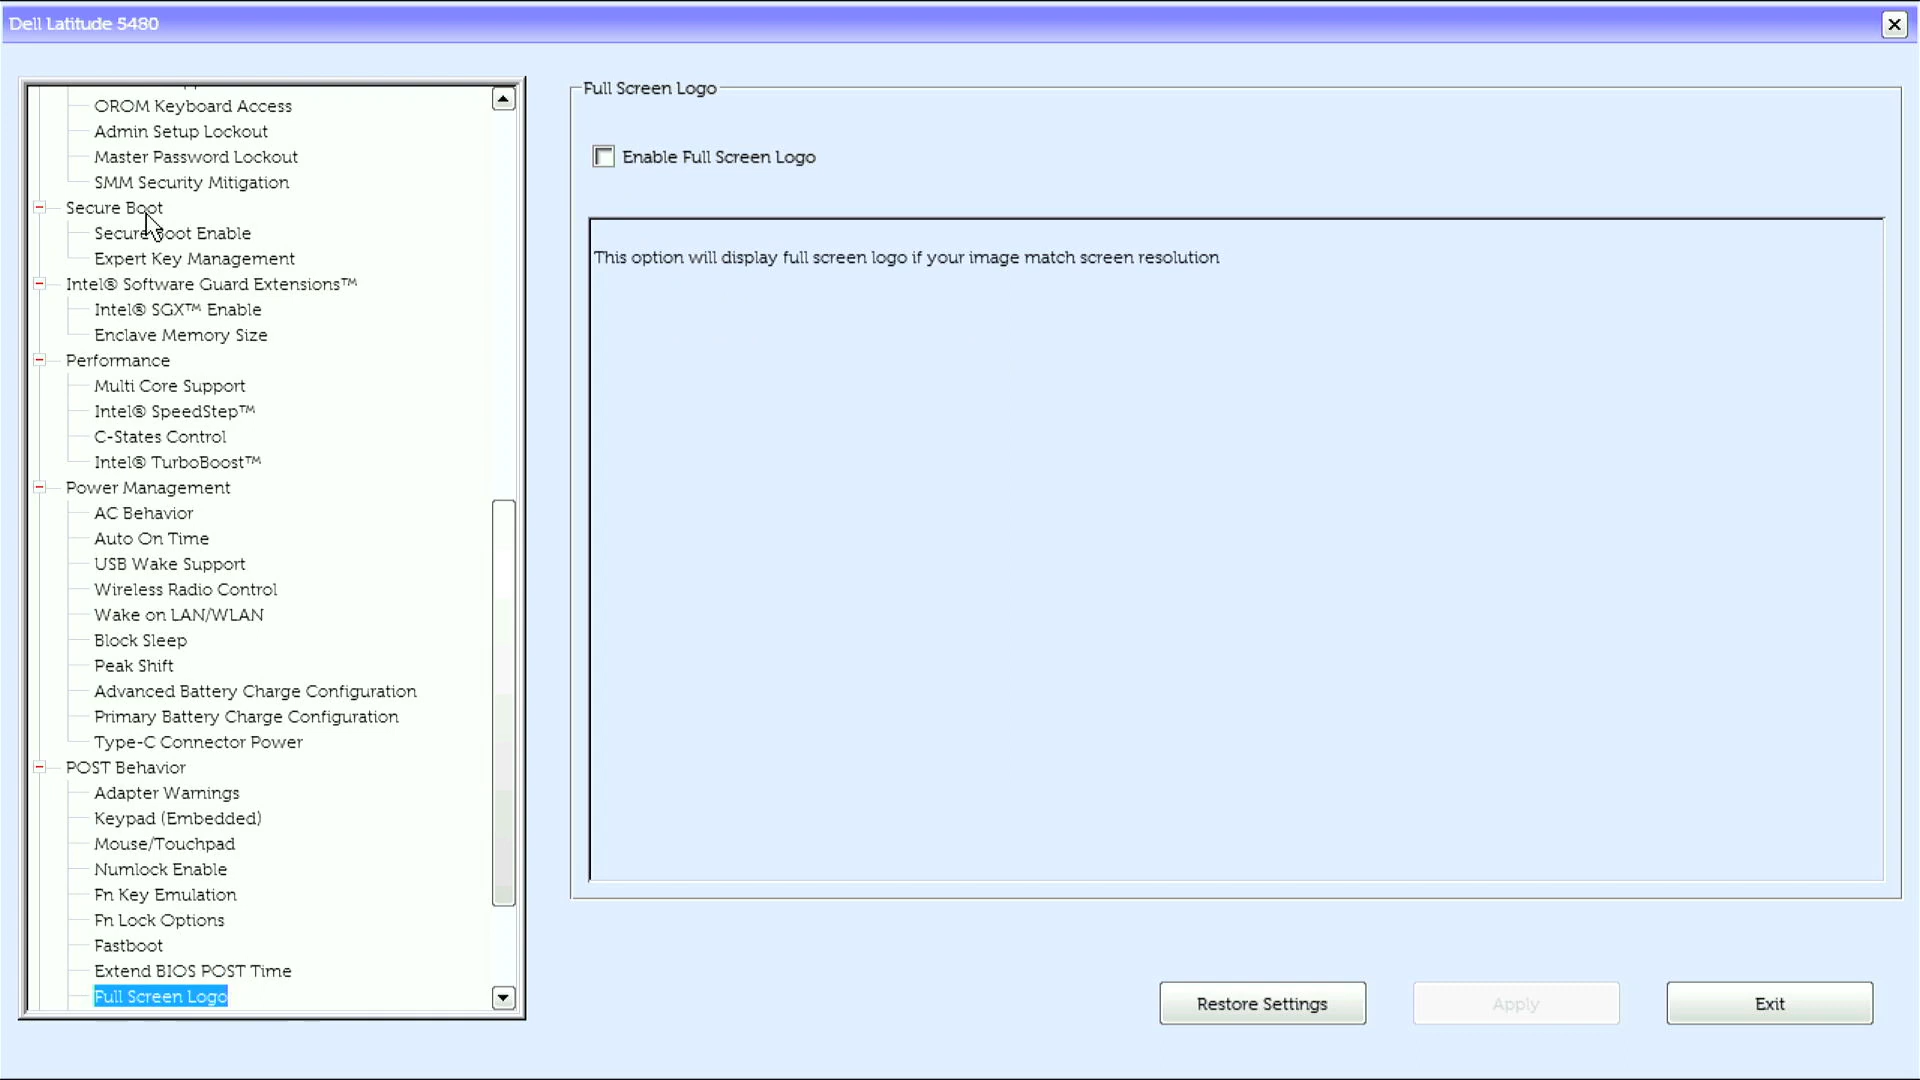 Dell Latitude 5480
OROM Keyboard Access
Admin Setup Lockout
Master Password Lockout
SMM Security Mitigation
Secure Boot
Secure Boot Enable
Expert Key Management
Intel® Software Guard Extensions™
Intel® SGX™ Enable
Enclave Memory Size
Performance
Multi Core Support
Intel® SpeedStep™
C-States Control
Intel® TurboBoost™
Power Management
AC Behavior
Auto On Time
USB Wake Support
Wireless Radio Control
Wake on LAN/WLAN
Block Sleep
Peak Shift
Advanced Battery Charge Configuration
Primary Battery Charge Configuration
Type-C Connector Power
POST Behavior
Adapter Warnings
Keypad (Embedded)
Mouse/Touchpad
Numlock Enable
Fn Key Emulation
Fn Lock Options
Fastboot
Extend BIOS POST Time
Full Screen Logo
Full Screen Logo
Enable Full Screen Logo
This option will display full screen logo if your image match screen resolution
Restore Settings
Apply
Exit